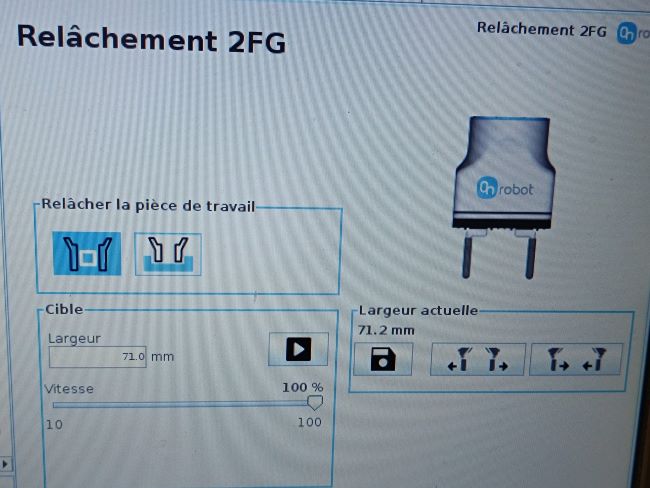 Relâchement 2FG
Relâchement 2FG
On robot
Relâcher la pièce de travail
Cible
Largeur
71.0 mm
Vitesse
100 %
10
100
Largeur actuelle
71.2 mm